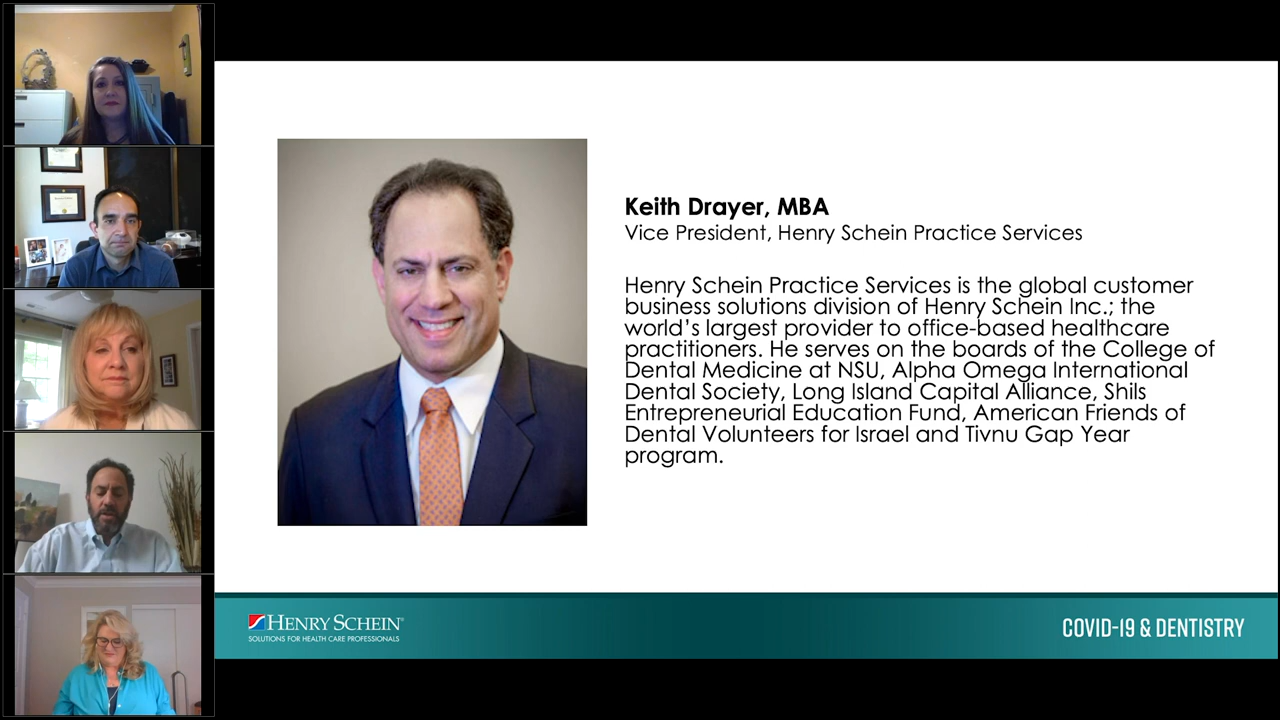 Keith Drayer, MBA
Vice President, Henry Schein Practice Services
Henry Schein Practice Services is the global customer
business solutions division of Henry Schein Inc.; the
world's largest provider to office-based healthcare
practitioners. He serves on the boards of the College of
Dental Medicine at NSU, Alpha Omega International
Dental Society, Long Island Capital Alliance, Shils
Entrepreneurial Education Fund, American Friends of
Dental Volunteers for Israel and Tivnu Gap Year
program.
HENRY SCHEIN®
SOLUTIONS FOR HEALTH CARE PROFESSIONALS
COVID-19 & DENTISTRY